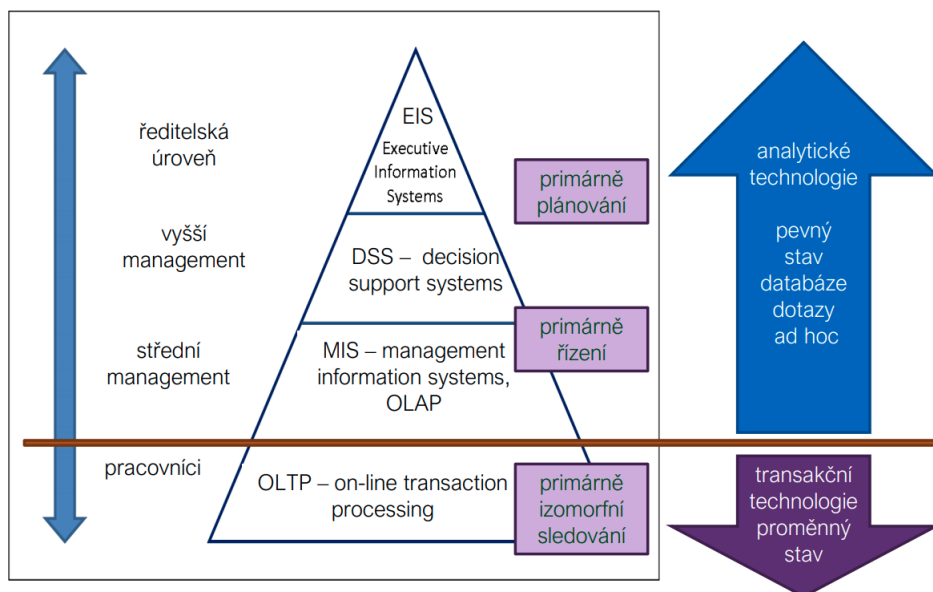 ředitelská
úroveň
vyšší
management
střední
management
pracovníci
EIS
Executive
Information
Systems
DSS – decision
support systems
MIS – management
information systems,
OLAP
OLTP – on-line transaction
processing
primárně
plánování
primárně
řízení
primárně
izomorfní
sledování
analytické
technologie
pevný
stav
databáze
dotazy
ad hoc
transakční
technologie
proměnný
stav